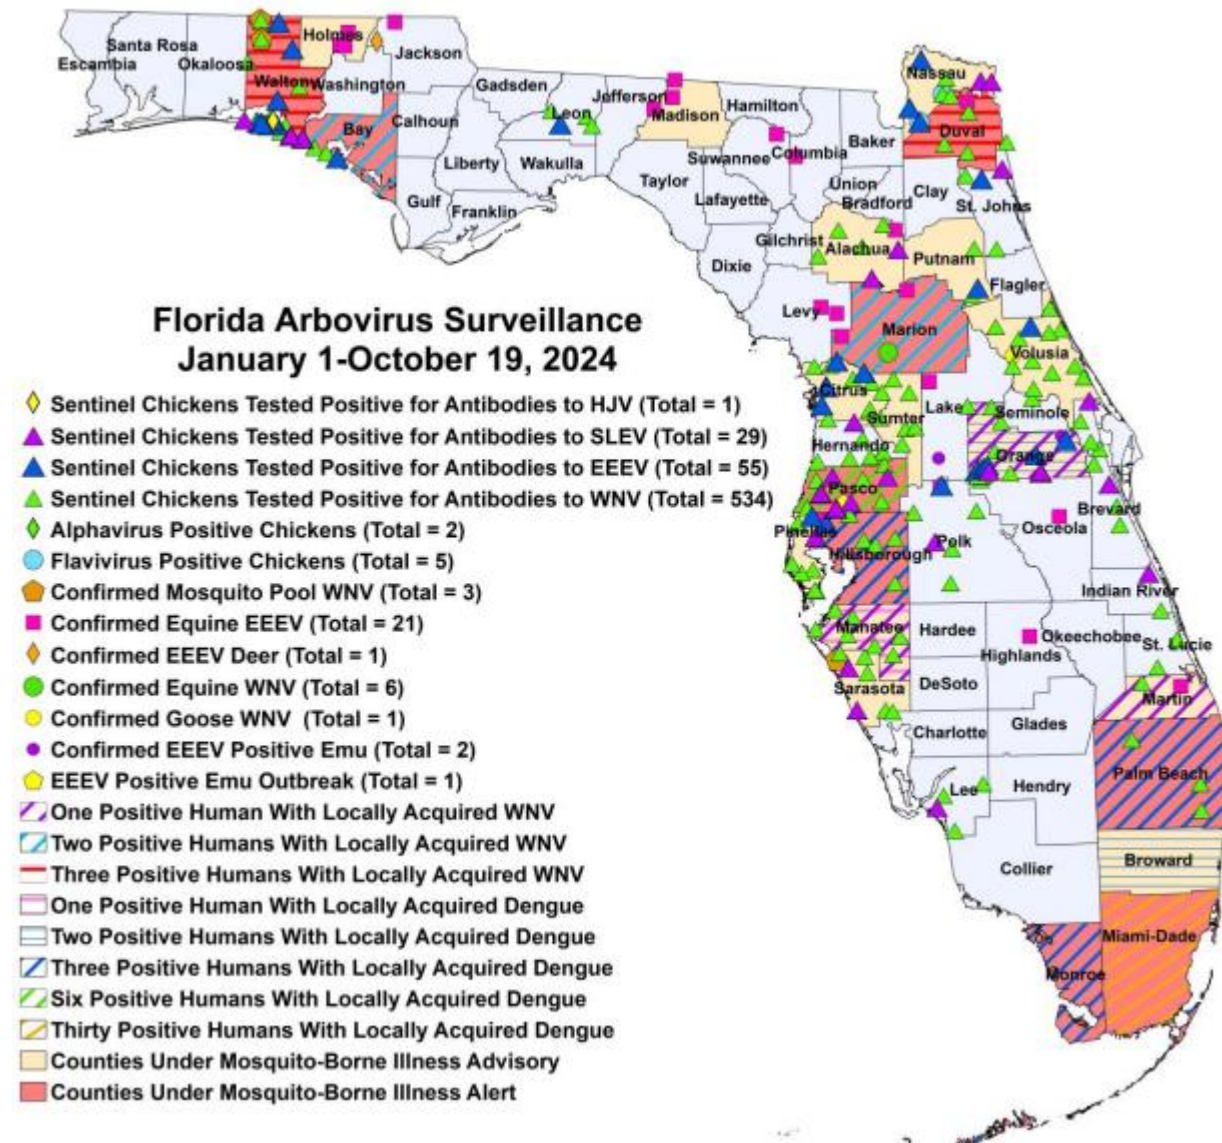 Escambia
Santa Rosa
Okaloosa
Walton
Holmes
Jackson
Washington
Bay
Calhoun
Gulf
Gadsden
Liberty
Franklin
Leon
Wakulla
Jefferson
Madison
Taylor
Hamilton
Suwannee
Lafayette
Dixie
Columbia
Gilchrist
Baker
Union
Bradford
Nassau
Duval
Clay
St. Johns
Alachua
Putnam
Flagler
Levy
Marion
Volusia
Florida Arbovirus Surveillance
January 1-October 19, 2024
Citrus
Sumter
Lake
Seminole
Hernando
Orange
Pasco
Pinellas
Hillsborough
Polk
Osceola
Brevard
Indian River
Manatee
Hardee
Highlands
Okeechobee
St. Lucie
Sarasota
DeSoto
Martin
Charlotte
Glades
Lee
Hendry
Palm Beach
Collier
Broward
Monroe
Miami-Dade
Sentinel Chickens Tested Positive for Antibodies to HJV (Total = 1)
Sentinel Chickens Tested Positive for Antibodies to SLEV (Total = 29)
Sentinel Chickens Tested Positive for Antibodies to EEEV (Total = 55)
Sentinel Chickens Tested Positive for Antibodies to WNV (Total = 534)
Alphavirus Positive Chickens (Total = 2)
Flavivirus Positive Chickens (Total = 5)
Confirmed Mosquito Pool WNV (Total = 3)
Confirmed Equine EEEV (Total = 21)
Confirmed EEEV Deer (Total = 1)
Confirmed Equine WNV (Total = 6)
Confirmed Goose WNV (Total = 1)
Confirmed EEEV Positive Emu (Total = 2)
EEEV Positive Emu Outbreak (Total = 1)
One Positive Human With Locally Acquired WNV
Two Positive Humans With Locally Acquired WNV
Three Positive Humans With Locally Acquired WNV
One Positive Human With Locally Acquired Dengue
Two Positive Humans With Locally Acquired Dengue
Three Positive Humans With Locally Acquired Dengue
Six Positive Humans With Locally Acquired Dengue
Thirty Positive Humans With Locally Acquired Dengue
Counties Under Mosquito-Borne Illness Advisory
Counties Under Mosquito-Borne Illness Alert